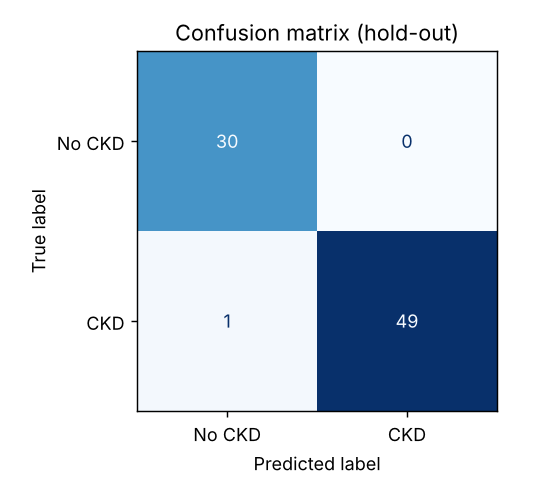 Confusion matrix (hold-out)
True label
No CKD
30
0
CKD
1
49
No CKD
CKD
Predicted label